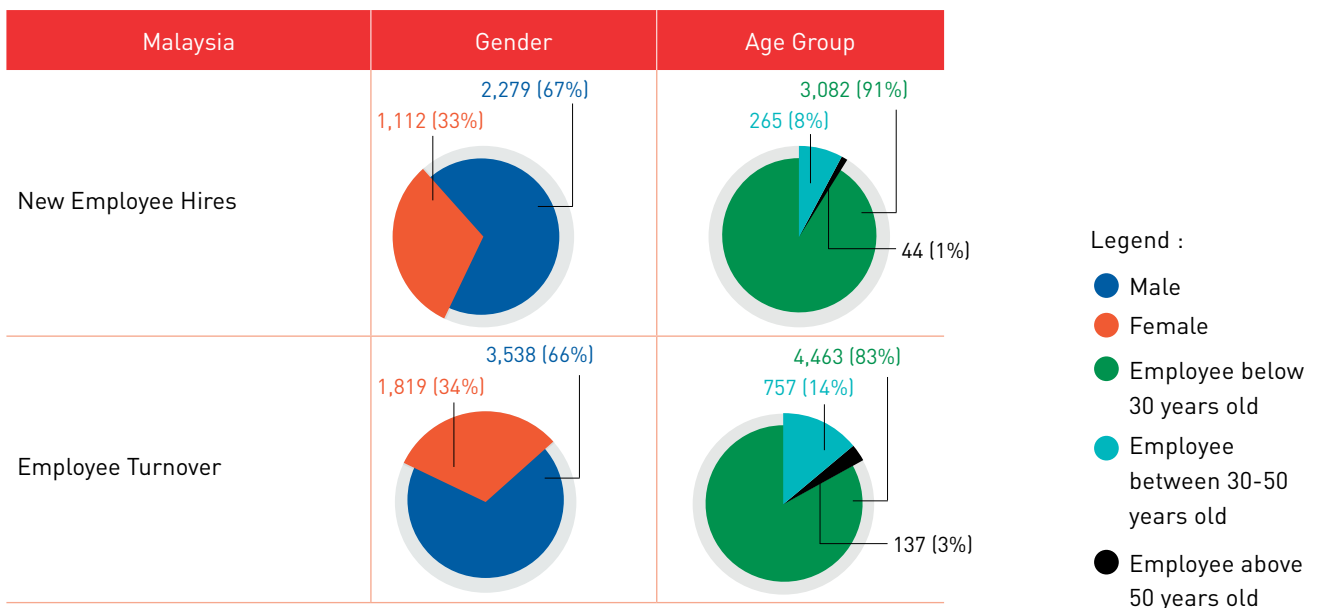 Malaysia
Gender
Age Group
New Employee Hires
2,279 (67%)
1,112 (33%)
3,082 (91%)
265 (8%)
44 (1%)
Employee Turnover
3,538 (66%)
1,819 (34%)
4,463 (83%)
757 (14%)
137 (3%)
Legend :
Male
Female
Employee below
30 years old
Employee
between 30-50
years old
Employee above
50 years old